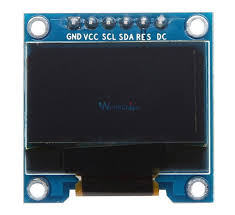 GND VCC SCL SDA RES DC